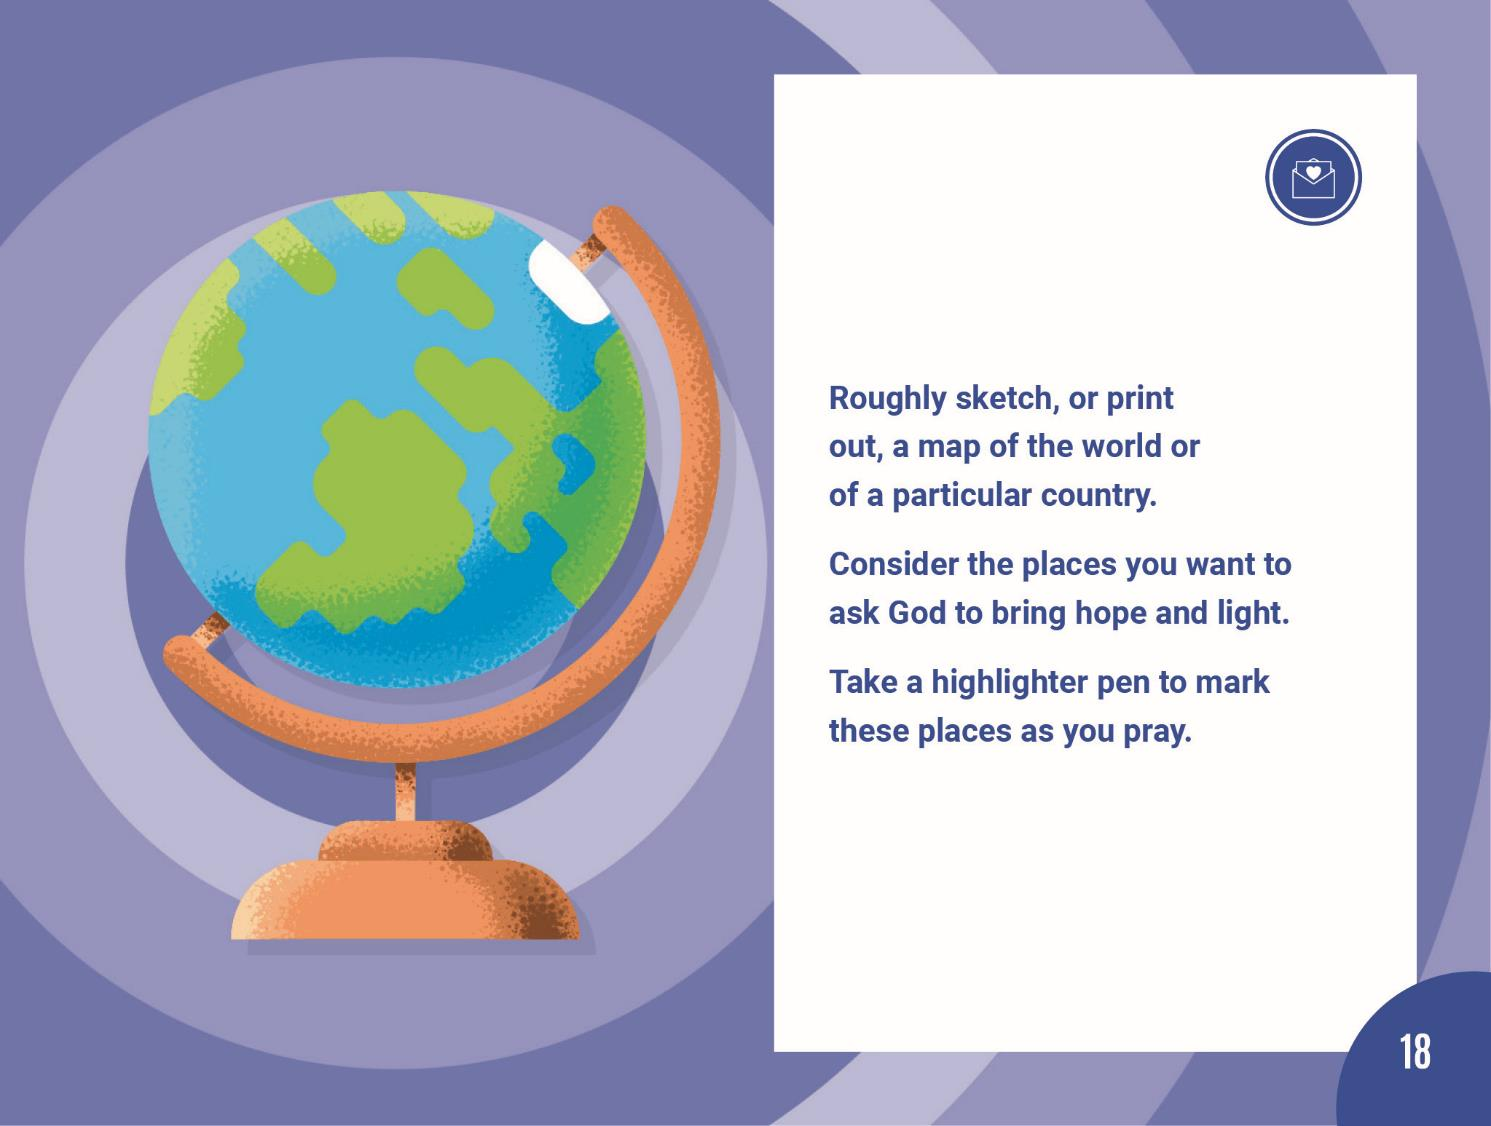 Roughly sketch, or print
out, a map of the world or
of a particular country.
Consider the places you want to
ask God to bring hope and light.
Take a highlighter pen to mark
these places as you pray.
18